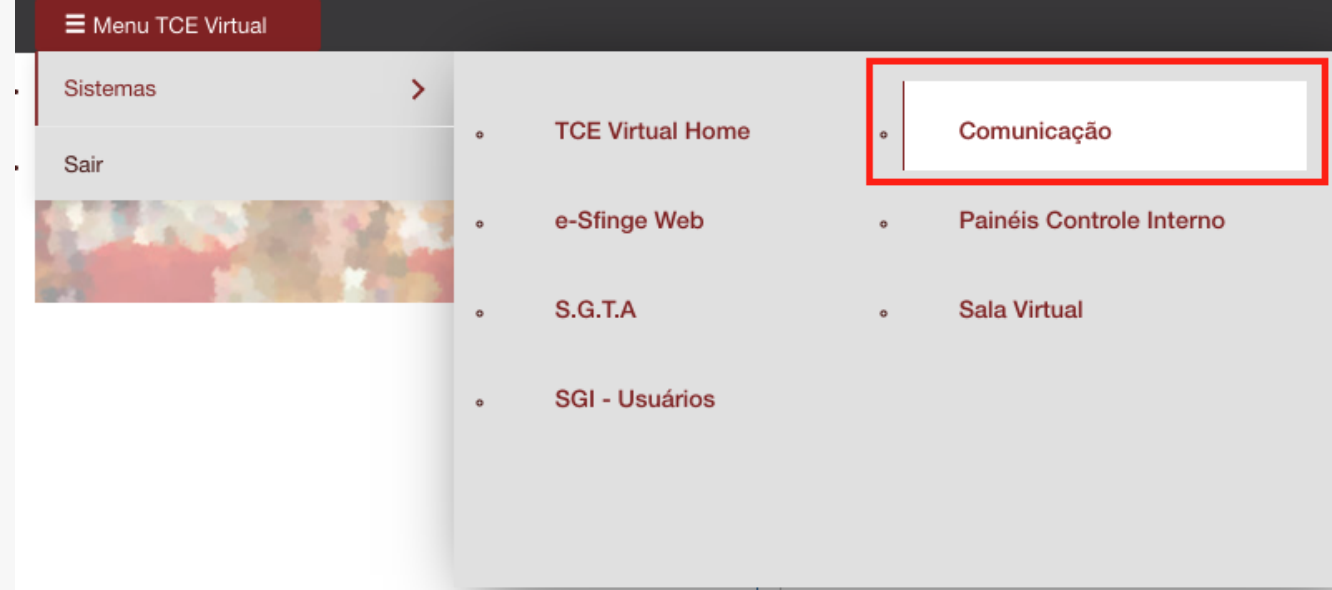 Menu TCE Virtual
Sistemas
Sair
TCE Virtual Home
Comunicação
e-Sfinge Web
Painéis Controle Interno
S.G.T.A
Sala Virtual
SGI - Usuários